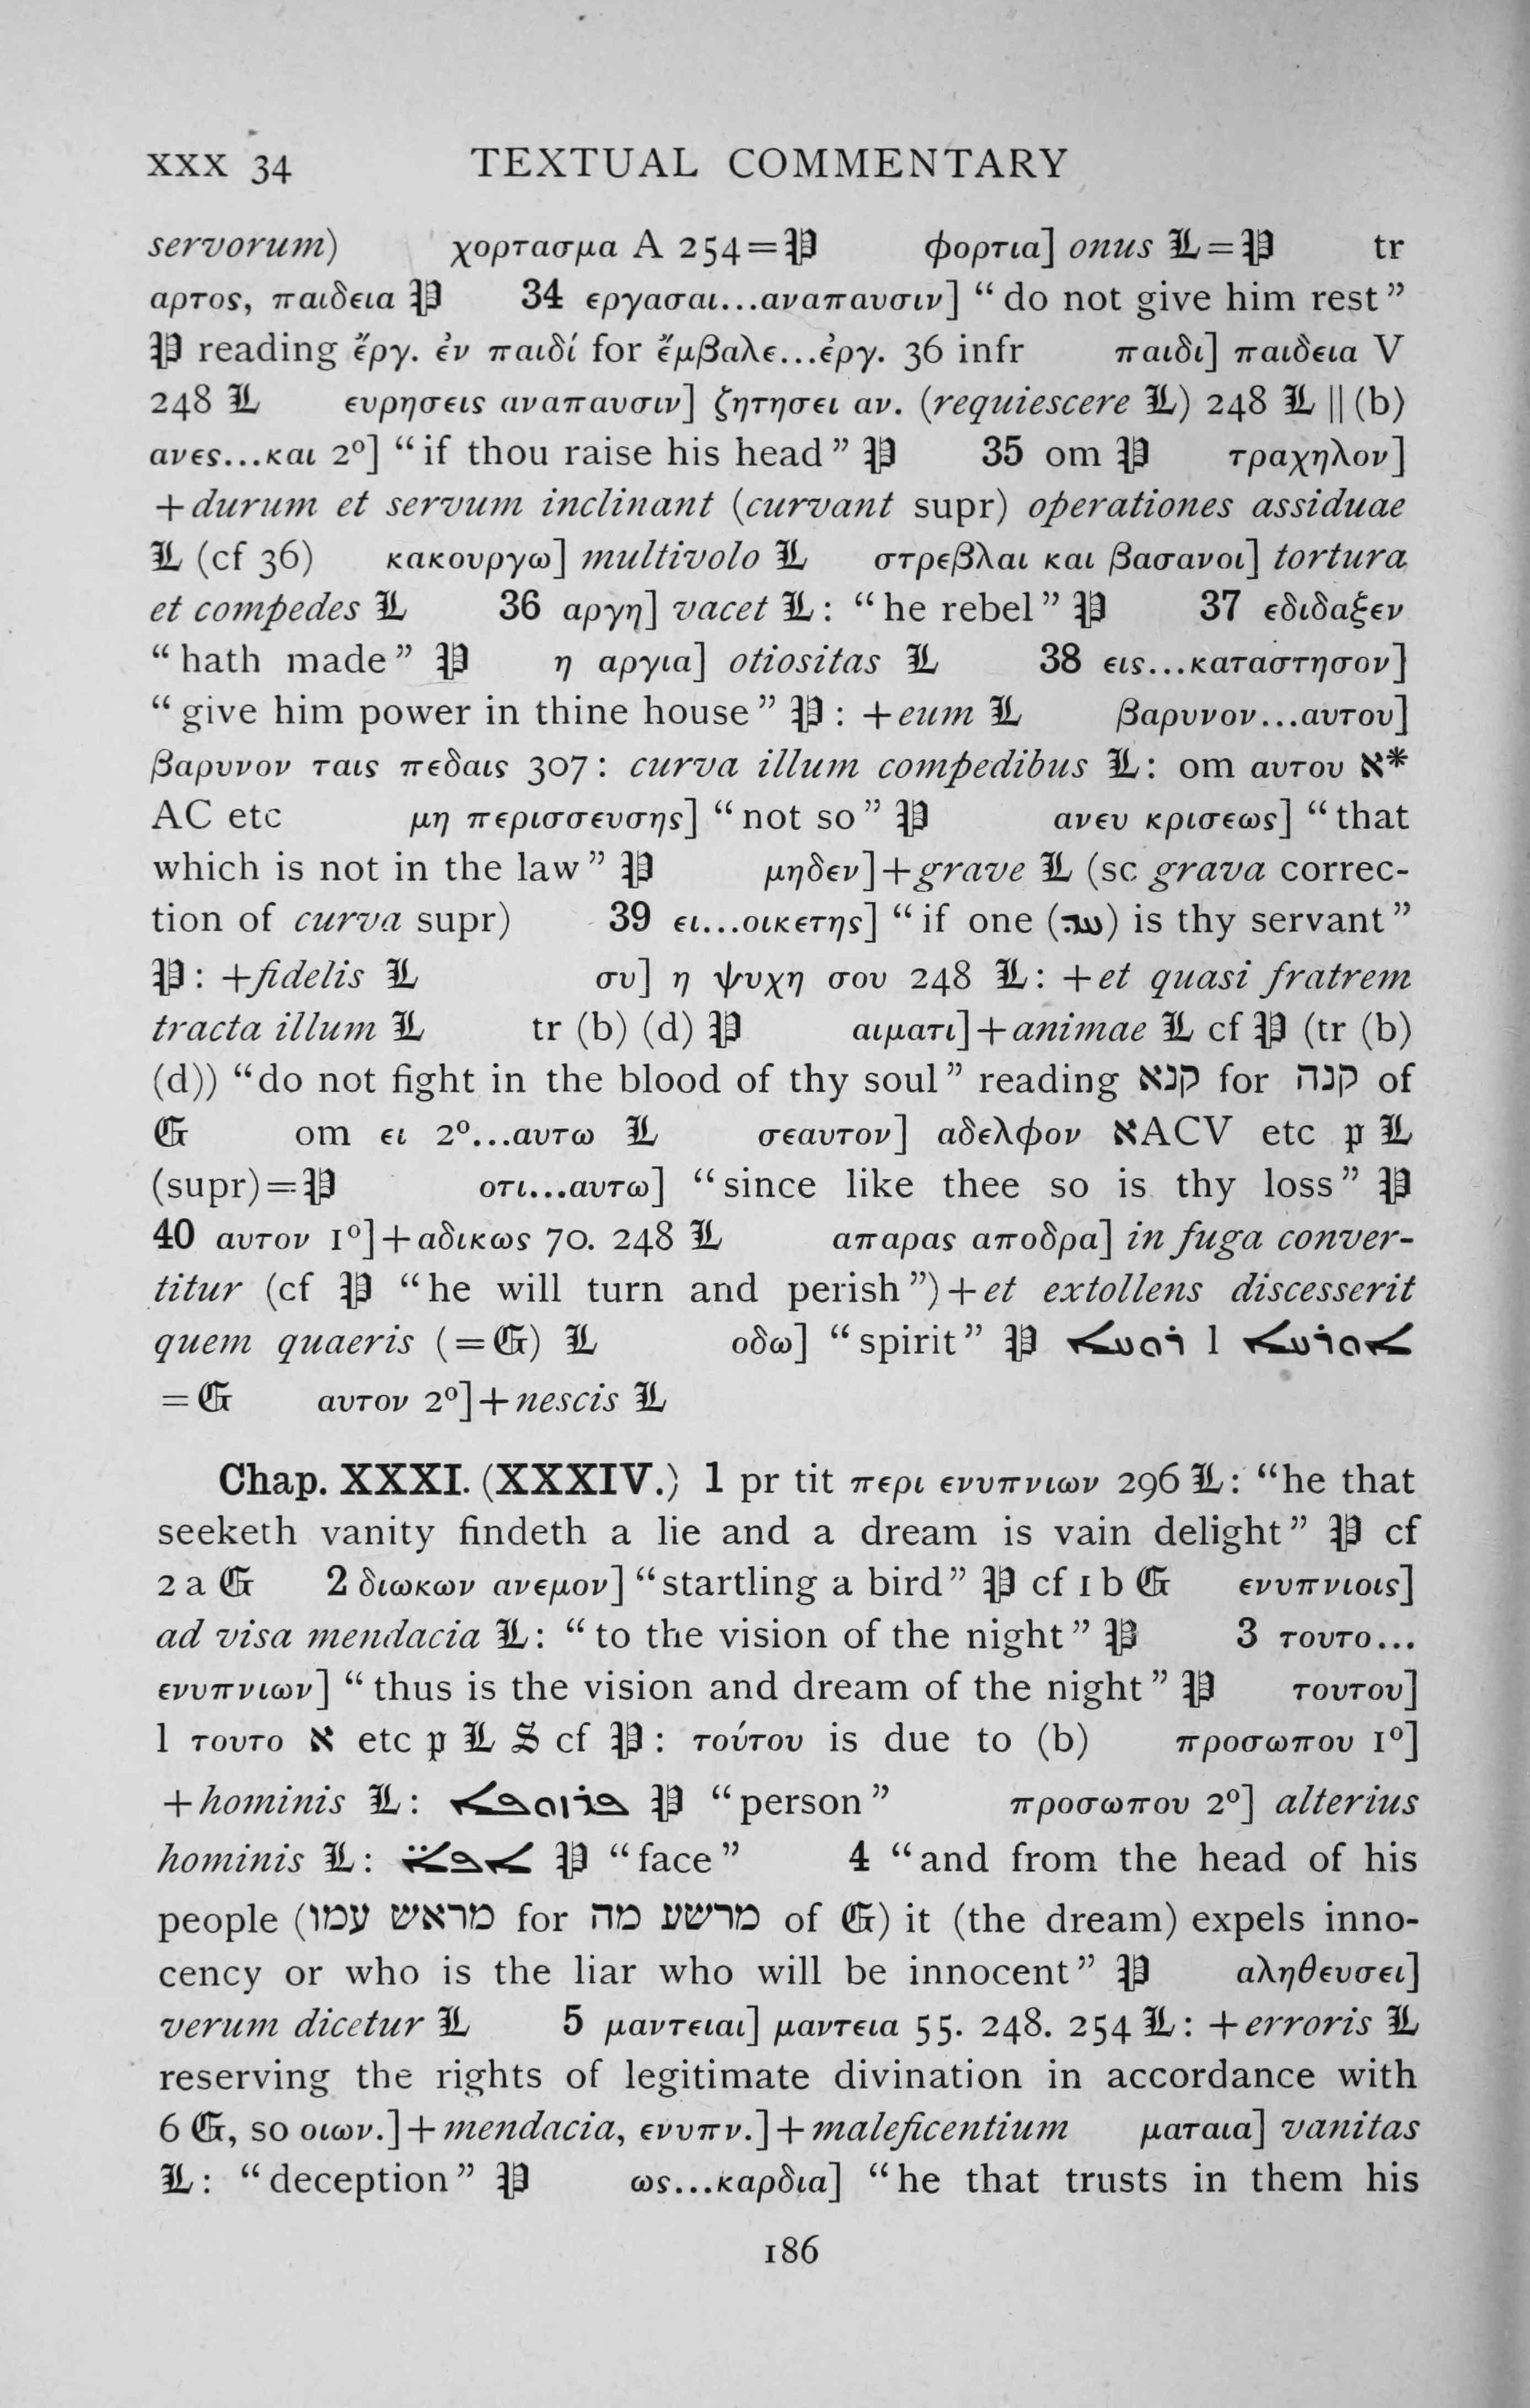 XXX 34 TEXTUAL COMMENTARY
servorum) χορτασμα A 254=𝔓 φορτια] onus 𝕷=𝔓 tr
αρτος, παιδεια 𝔓 34 εργασαι...αναπαυσιν] “do not give him rest”
𝔓 reading ἔργ. ἐν παιδί for ἔμβαλε...ἐργ. 36 infr παιδι] παιδεια V
248 𝕷 ευρησεις αναπαυσιν] ζητησει αν. (requiescere 𝕷) 248 𝕷 || (b)
ανες...και 2º] “if thou raise his head” 𝔓 35 om 𝔓 τραχηλον]
+durum et servum inclinant (curvant supr) operationes assiduae
𝕷 (cf 36) κακουργω] multivolo 𝕷 στρεβλαι και βασανοι] tortura
et compedes 𝕷 36 αργη] vacet 𝕷: “he rebel” 𝔓 37 εδιδαξεν
“hath made” 𝔓 η αργια] otiositas 𝕷 38 εις...καταστησον]
“give him power in thine house” 𝔓: +eum 𝕷 βαρυνον...αυτου]
βαρυνον ταις πεδαις 307: curva illum compedibus 𝕷: om αυτου א*
AC etc μη περισσευσης] “not so” 𝔓 ανευ κρισεως] “that
which is not in the law” 𝔓 μηδεν]+grave 𝕷 (sc grava correc-
tion of curva supr) 39 ει...οικετης] “if one () is thy servant”
𝔓: +fidelis 𝕷 συ] η ψυχη σου 248 𝕷: +et quasi fratrem
tracta illum 𝕷 tr (b) (d) 𝔓 αιματι]+animae 𝕷 cf 𝔓 (tr (b)
(d)) “do not fight in the blood of thy soul” reading קנא for קנה of
𝔊 om ει 2º...αυτω 𝕷 σεαυτον] αδελφον אACV etc 𝔭 𝕷
(supr)=𝔓 οτι...αυτω] “since like thee so is thy loss” 𝔓
40 αυτον 1º]+αδικως 70. 248 𝕷 απαρας αποδρα] in fuga conver-
titur (cf 𝔓 “he will turn and perish”)+et extollens discesserit
quem quaeris (=𝔊) 𝕷 οδω] “spirit” 𝔓 ܪܘܚܐ l ܐܘܪܚܐ
=𝔊 αυτον 2º]+nescis 𝕷
Chap. XXXI. (XXXIV.) 1 pr tit περι ενυπνιων 296 𝕷: “he that
seeketh vanity findeth a lie and a dream is vain delight” 𝔓 cf
2 a 𝔊 2 διωκων ανεμον] “startling a bird” 𝔓 cf 1 b 𝔊 ενυπνιοις]
ad visa mendacia 𝕷: “to the vision of the night” 𝔓 3 τουτο...
ενυπνιων] “thus is the vision and dream of the night” 𝔓 τουτου]
l τουτο א etc 𝔭 𝕷 𝕾 cf 𝔓: τούτου is due to (b) προσωπου 1º]
+hominis 𝕷: ܦܪܨܘܦܐ 𝔓 “person” προσωπου 2º] alterius
hominis 𝕷: ܐܦ̈ܐ 𝔓 “face” 4 “and from the head of his
people (מראש עמו for מרשע מה of 𝔊) it (the dream) expels inno-
cency or who is the liar who will be innocent” 𝔓 αληθευσει]
verum dicetur 𝕷 5 μαντειαι] μαντεια 55. 248. 254 𝕷: +erroris 𝕷
reserving the rights of legitimate divination in accordance with
6 𝔊, so οιων.]+mendacia, ενυπν.]+maleficentium ματαια] vanitas
𝕷: “deception” 𝔓 ως...καρδια] “he that trusts in them his
186